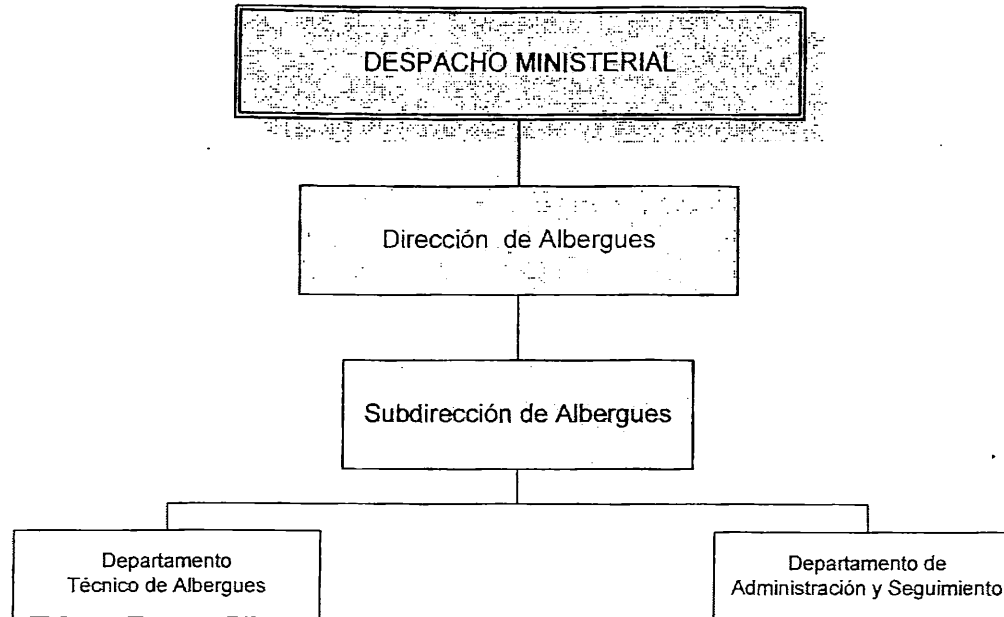 DESPACHO MINISTERIAL
Dirección de Albergues
Subdirección de Albergues
Departamento
Técnico de Albergues
Departamento de
Administración y Seguimiento